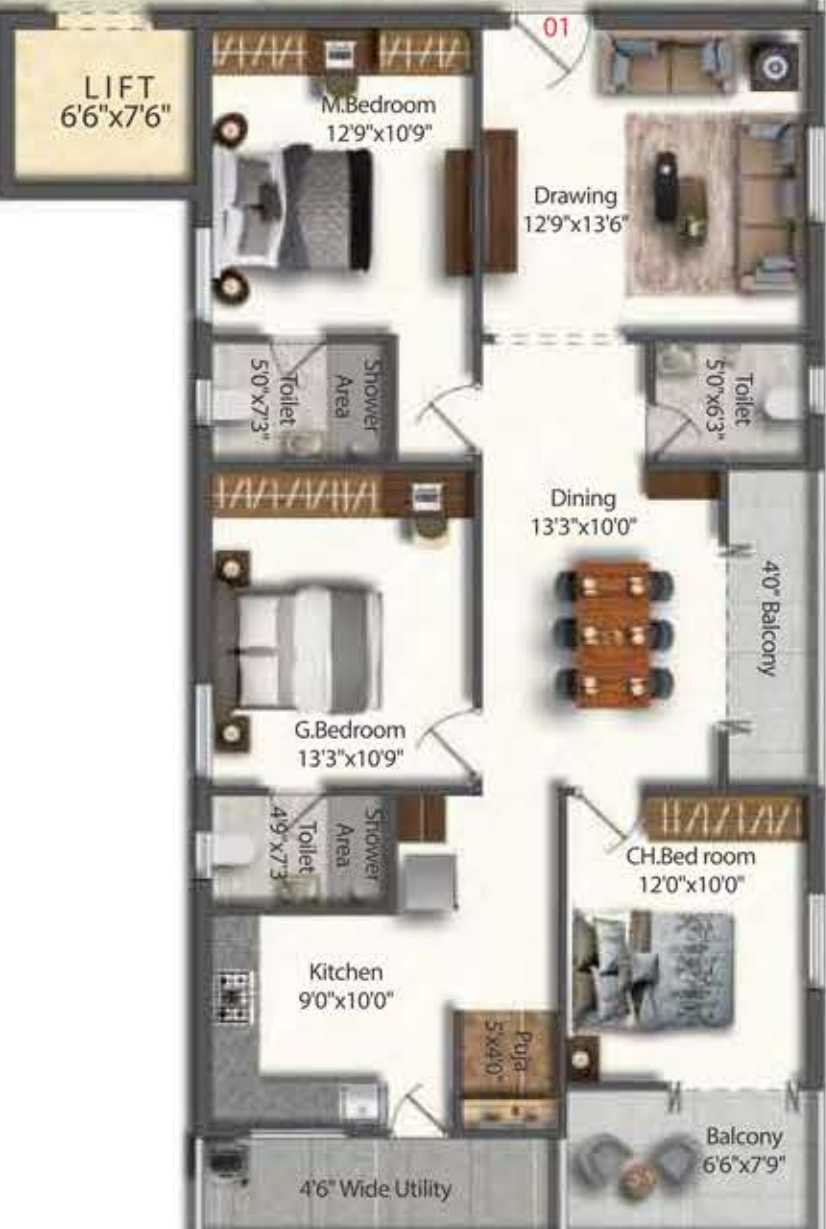 01
LIFT
6'6"x7'6"
M.Bedroom
12'9"x10'9"
Drawing
12'9"x13'6"
Toilet
5'0"x7'3"
Shower
Area
Toilet
5'0"x6'3"
Dining
13'3"x10'0"
4'0" Balcony
G.Bedroom
13'3"x10'9"
Toilet
4'9"x7'3
Shower
Area
CH.Bed room
12'0"x10'0"
Kitchen
9'0"x10'0"
Puja
5'x4'0"
Balcony
6'6"x7'9"
4'6" Wide Utility